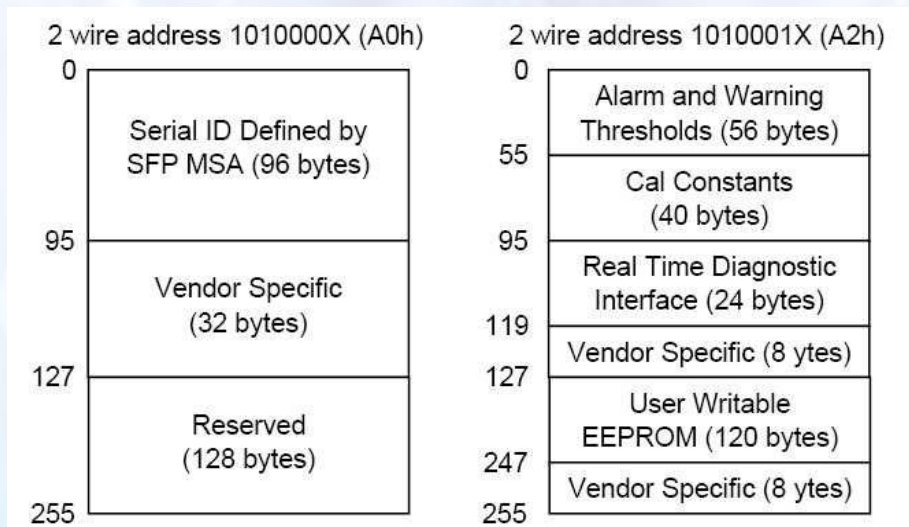 2 wire address 1010000X (A0h)
0
Serial ID Defined by
SFP MSA (96 bytes)
95
Vendor Specific
(32 bytes)
127
Reserved
(128 bytes)
255
2 wire address 1010001X (A2h)
0
Alarm and Warning
Thresholds (56 bytes)
55
Cal Constants
(40 bytes)
95
Real Time Diagnostic
Interface (24 bytes)
119
Vendor Specific (8 ytes)
127
User Writable
EEPROM (120 bytes)
247
Vendor Specific (8 ytes)
255